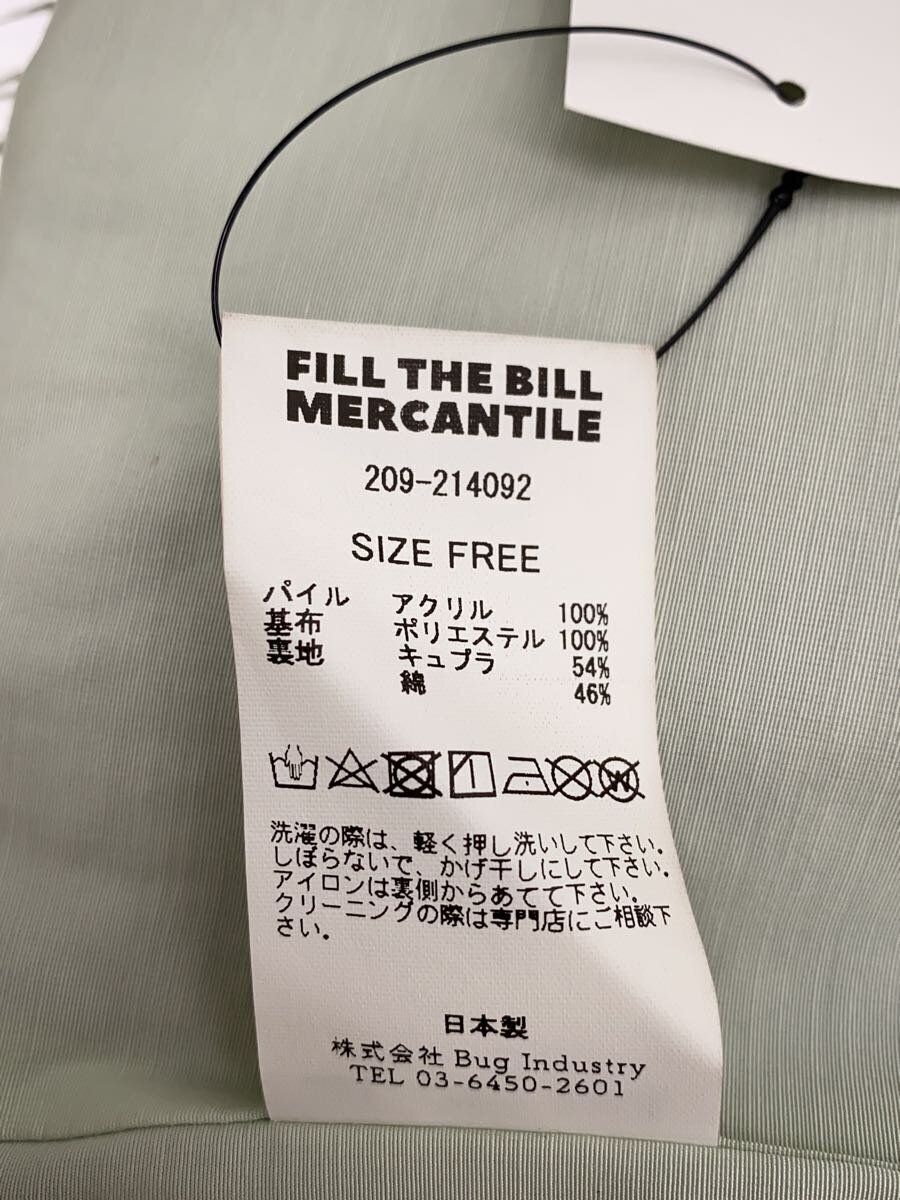 FILL THE BILL
MERCANTILE
209-214092
SIZE FREE
パイル アクリル 100%
基布 ポリエステル 100%
裏地 キュプラ 54%
綿 46%
W
洗濯の際は、軽く押し洗いして下さい。
しぼらないで、かげ干しにして下さい。
アイロンは裏側からあてて下さい。
クリーニングの際は専門店にご相談下
さい。
日本製
株式会社 Bug Industry
TEL 03-6450-2601